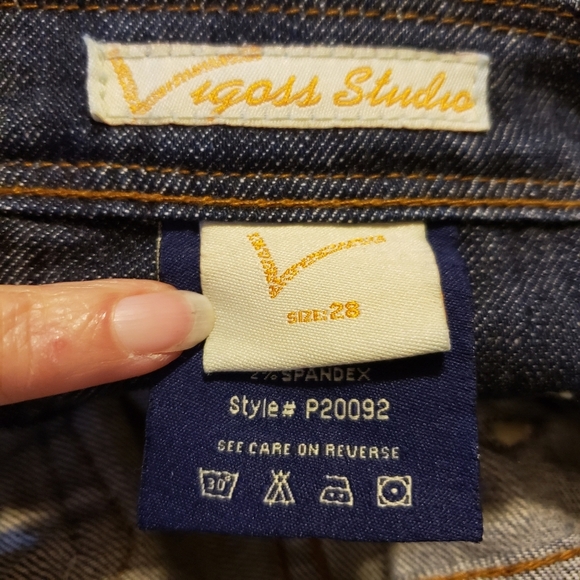 Vigoss Studio
SIZE:28
2% SPANDEX
Style# P20092
SEE CARE ON REVERSE
30°